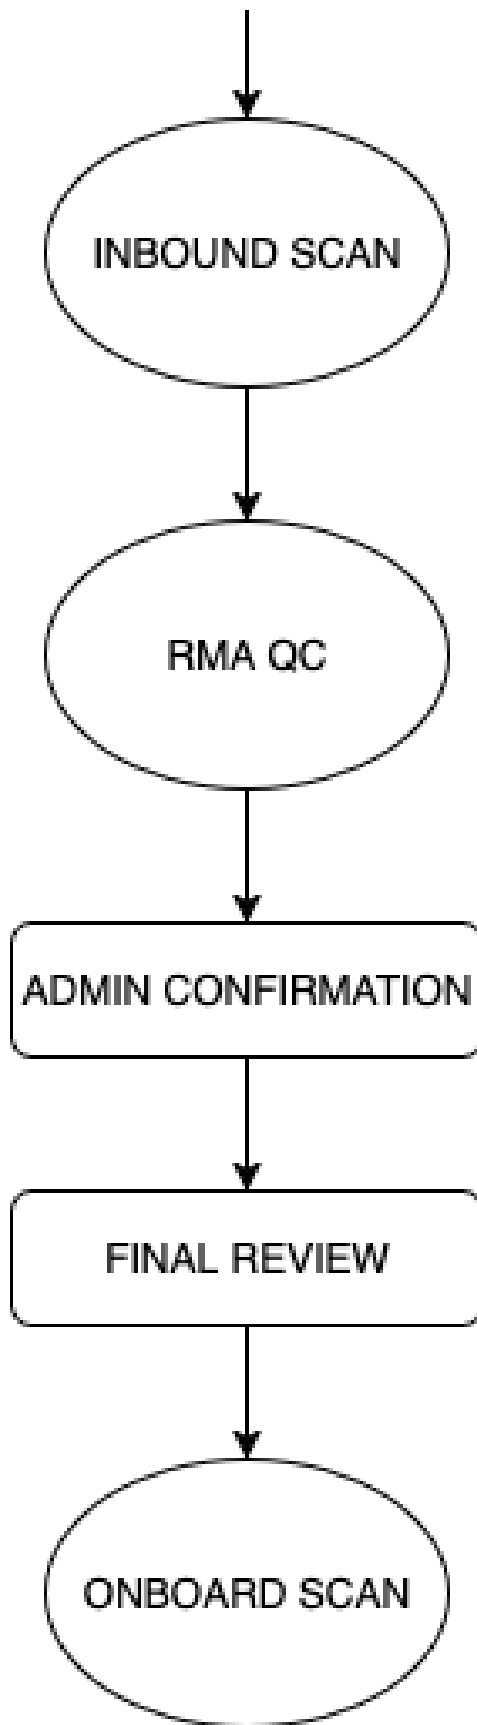 INBOUND SCAN
RMA QC
ADMIN CONFIRMATION
FINAL REVIEW
ONBOARD SCAN